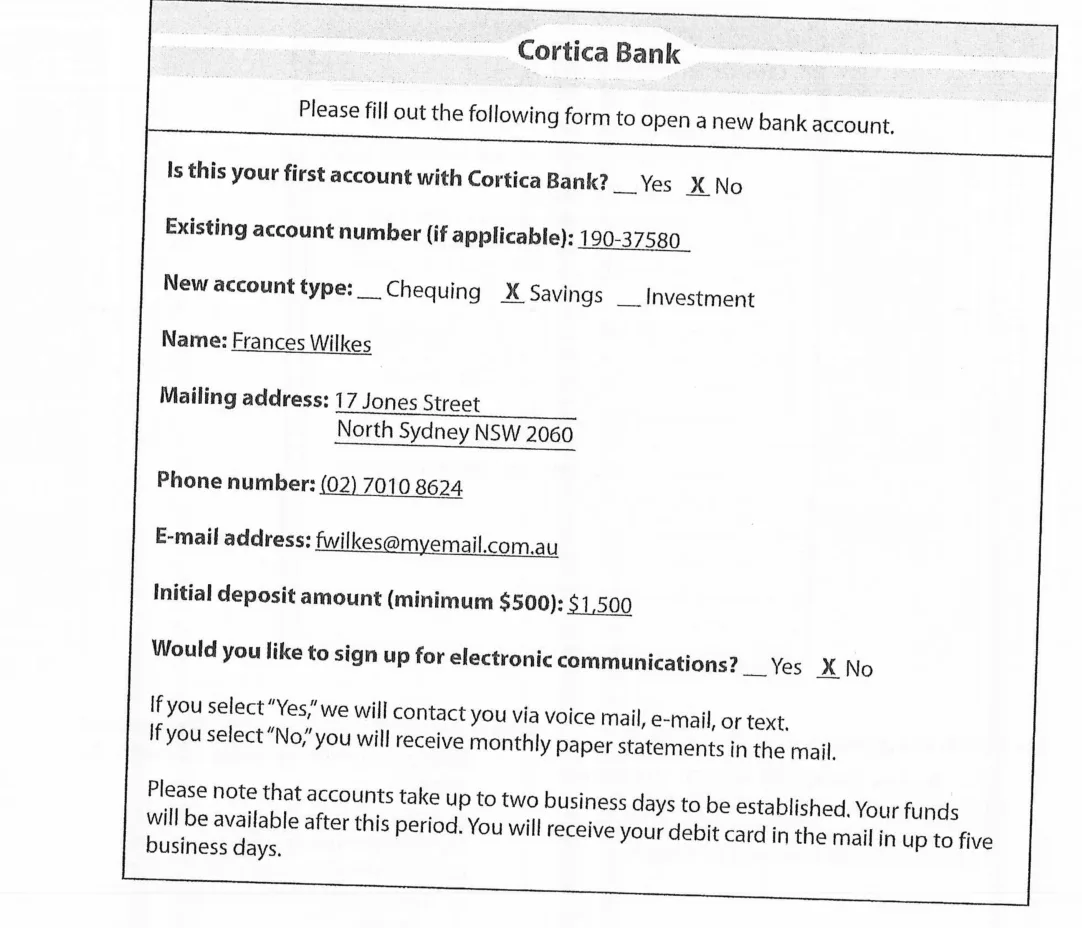 Cortica Bank
Please fill out the following form to open a new bank account.
Is this your first account with Cortica Bank? __ Yes X No
Existing account number (if applicable): 190-37580
New account type: __ Chequing X Savings __ Investment
Name: Frances Wilkes
Mailing address: 17 Jones Street
North Sydney NSW 2060
Phone number: (02) 7010 8624
E-mail address: fwilkes@myemail.com.au
Initial deposit amount (minimum $500): $1,500
Would you like to sign up for electronic communications? __ Yes X No
If you select “Yes,” we will contact you via voice mail, e-mail, or text.
If you select “No,” you will receive monthly paper statements in the mail.
Please note that accounts take up to two business days to be established. Your funds
will be available after this period. You will receive your debit card in the mail in up to five
business days.